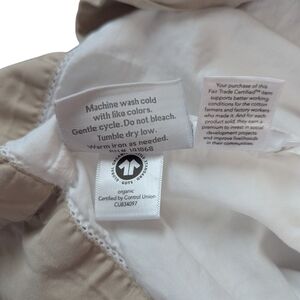 Machine wash cold
with like colors.
Gentle cycle. Do not bleach.
Tumble dry low.
Warm iron as needed.
RN# 141868
organic
Certified by Control Union
CU834097
Your purchase of this
Fair Trade Certified™ item
supports better working
conditions for the cotton
farmers and factory workers
who made it. And for each
product sold, they earn a
premium to invest in social
development projects
and improve livelihoods
in their communities.